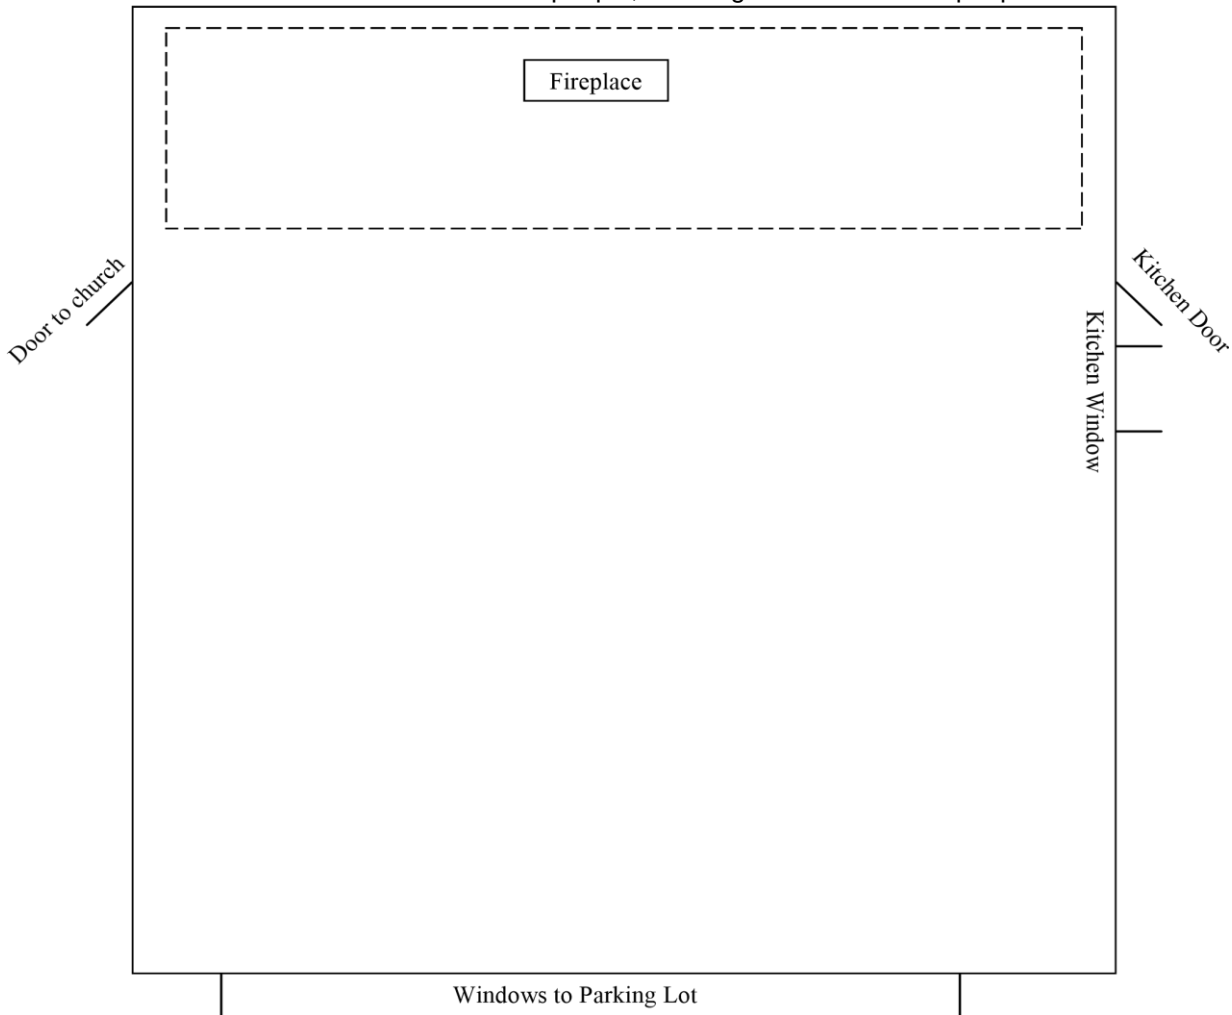 Fireplace
Door to church
Kitchen Door
Kitchen Window
Windows to Parking Lot